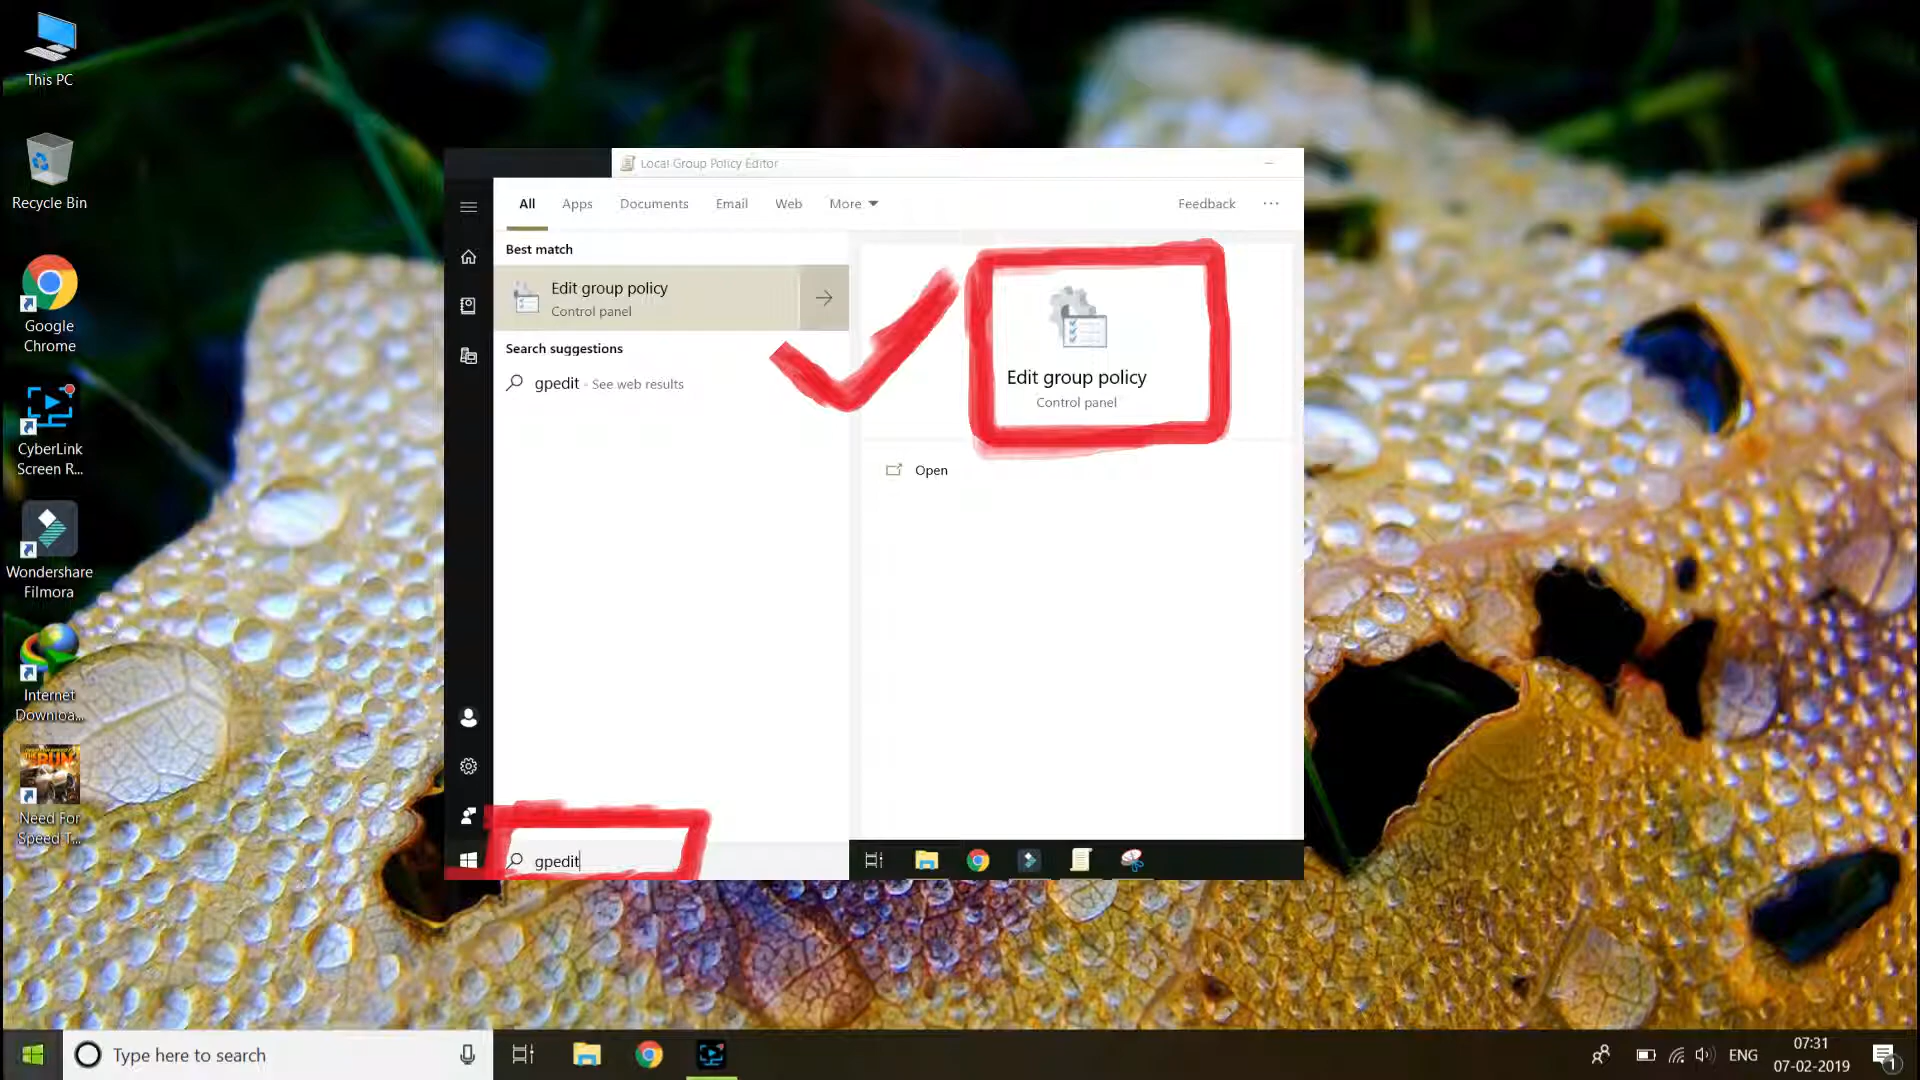 This PC
Recycle Bin
Google
Chrome
CyberLink
Screen R...
Wondershare
Filmora
Internet
Downloa...
Need For
Speed T...
Local Group Policy Editor
All Apps Documents Email Web More Feedback ...
Best match
Edit group policy
Control panel
Search suggestions
gpedit - See web results
Edit group policy
Control panel
Open
gpedit
Type here to search
ENG
07:31
07-02-2019
1